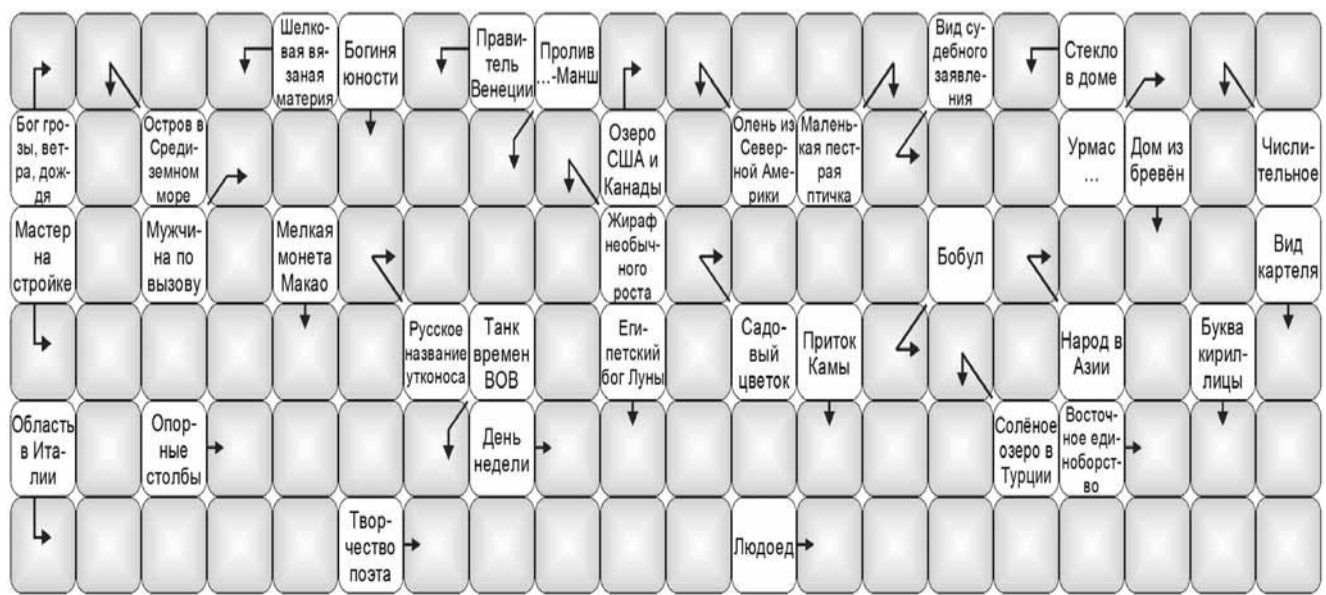 Шелко-
вая вя-
заная
материя
Богиня
юности
Прави-
тель
Венеции
Пролив
...-Манш
Вид су-
дебного
заявле-
ния
Стекло
в доме
Бог гро-
зы, вет-
ра, дож-
дя
Остров в
Среди-
земном
море
Озеро
США и
Канады
Олень из
Север-
ной Аме-
рики
Малень-
кая пест-
рая
птичка
Урмас
...
Дом из
бревён
Числи-
тельное
Мастер
на
стройке
Мужчи-
на по
вызову
Мелкая
монета
Макао
Жираф
необыч-
ного
роста
Бобул
Вид
картеля
Русское
название
утконоса
Танк
времен
ВОВ
Еги-
петский
бог Луны
Садо-
вый
цветок
Приток
Камы
Народ в
Азии
Буква
кирил-
лицы
Область
в Ита-
лии
Опор-
ные
столбы
День
недели
Солёное
озеро в
Турции
Восточ-
ное еди-
ноборст-
во
Твор-
чество
поэта
Людоед